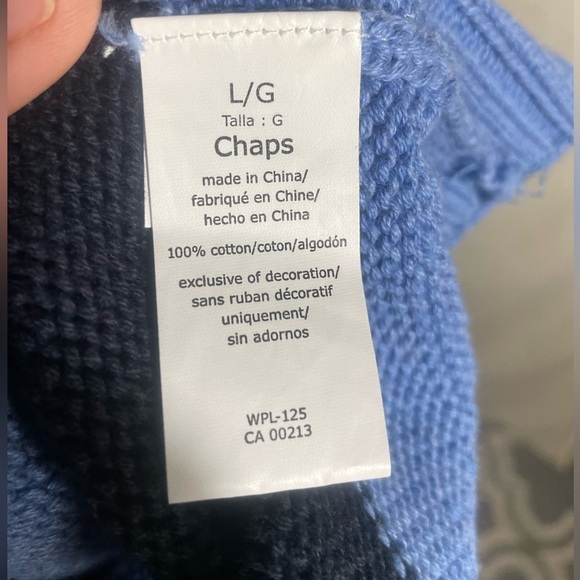 L/G
Talla : G
Chaps
made in China/
fabriqué en Chine/
hecho en China
100% cotton/coton/algodón
exclusive of decoration/
sans ruban décoratif
uniquement/
sin adornos
WPL-125
CA 00213